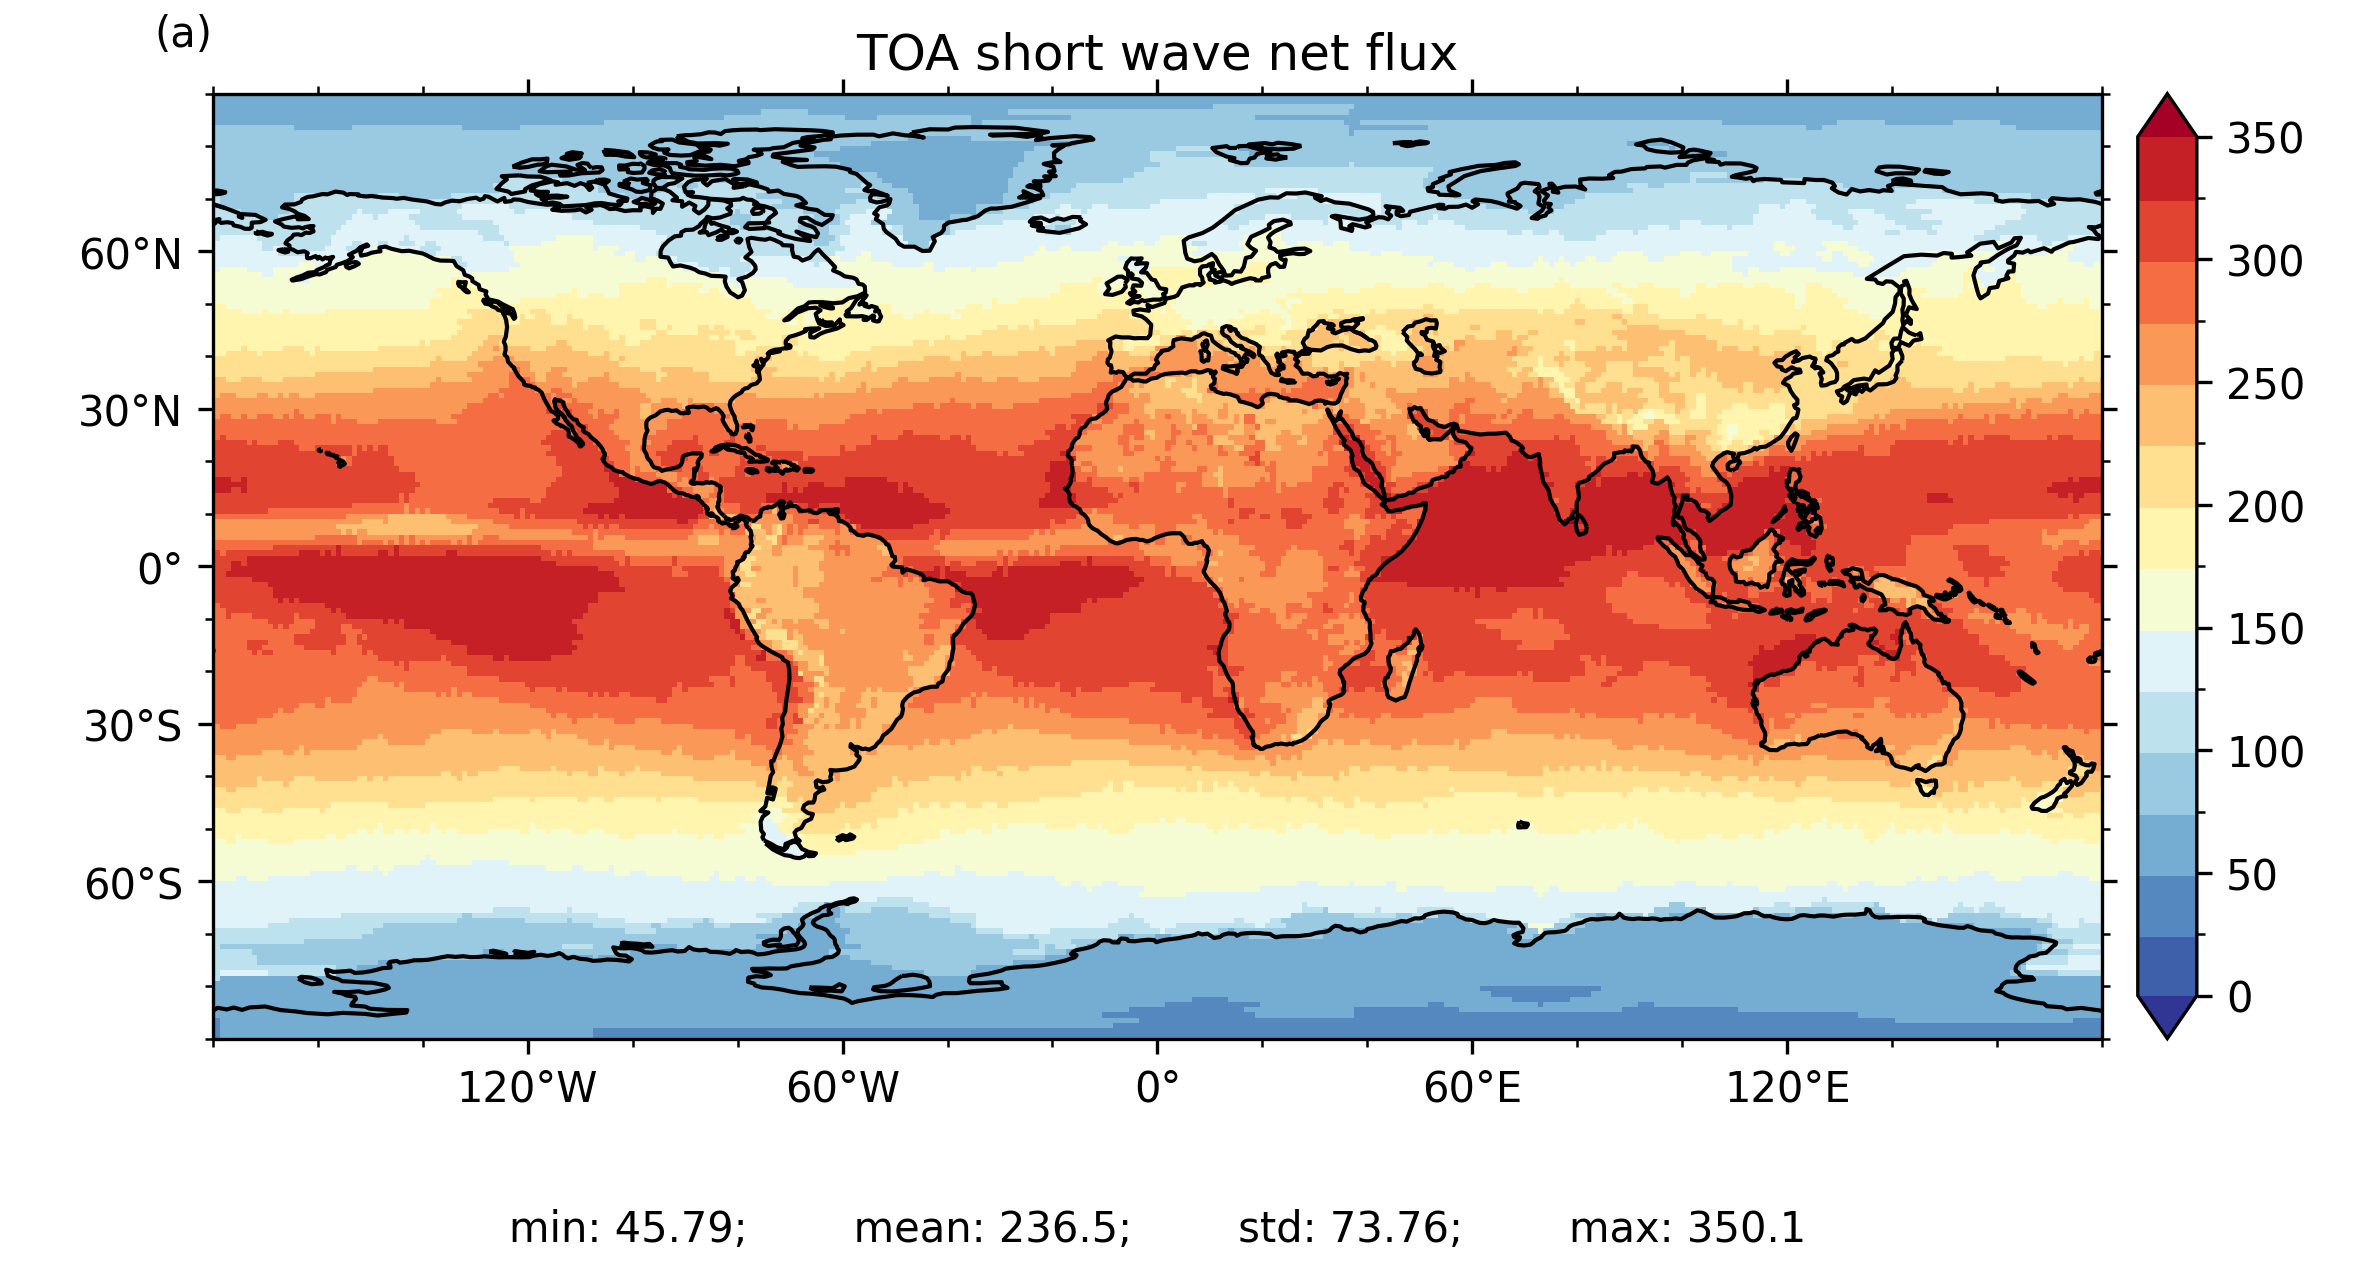 (a)
TOA short wave net flux
60°N
30°N
0°
30°S
60°S
120°W 60°W 0° 60°E 120°E
350
300
250
200
150
100
50
0
min: 45.79; mean: 236.5; std: 73.76; max: 350.1